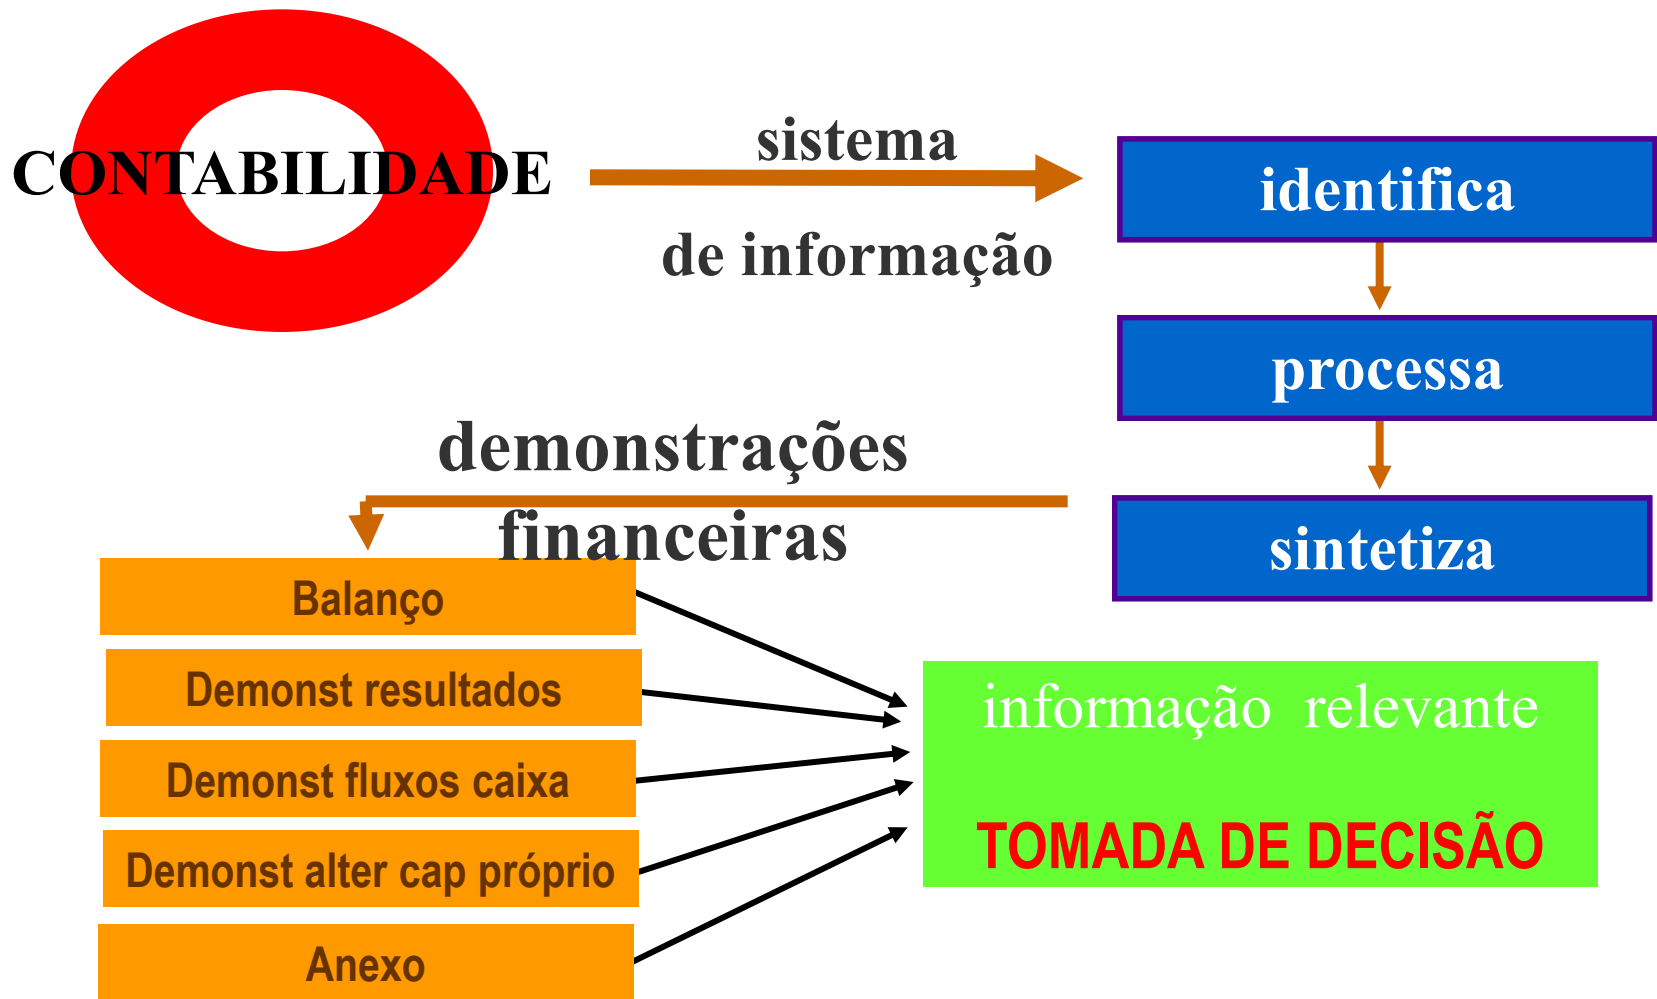 CONTABILIDADE
sistema
de informação
identifica
processa
sintetiza
demonstrações
financeiras
Balanço
Demonst resultados
Demonst fluxos caixa
Demonst alter cap próprio
Anexo
informação relevante
TOMADA DE DECISÃO